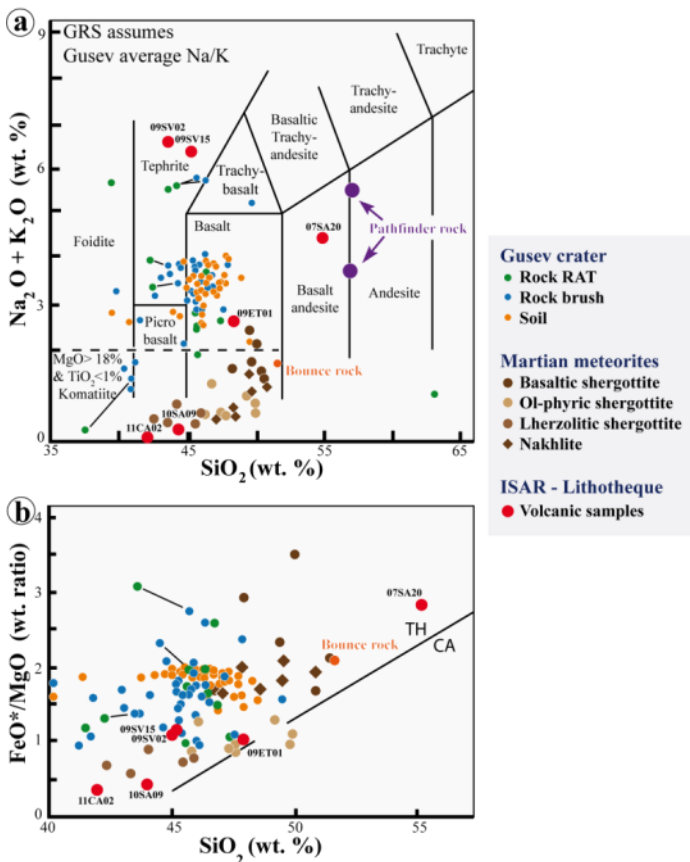 a
GRS assumes
Gusev average Na/K
Trachyte
Trachy-
andesite
Basaltic
Trachy-
andesite
09SV02
09SV15
Tephrite
Trachy-
basalt
07SA20
Pathfinder rock
Foidite
Basalt
Basalt
andesite
Andesite
09ET01
Picro
basalt
MgO> 18%
& TiO2<1%
Komatiite
Bounce rock
10SA09
11CA02
9
6
3
0
Na2O + K2O (wt. %)
35 40 45 50 55 60 65
SiO2 (wt. %)
Gusev crater
Rock RAT
Rock brush
Soil
Martian meteorites
Basaltic shergottite
Ol-phyric shergottite
Lherzolitic shergottite
Nakhlite
ISAR - Lithotheque
Volcanic samples
b
4
3
2
1
0
FeO*/MgO (wt. ratio)
07SA20
TH
CA
Bounce rock
09SV15
09SV02
09ET01
11CA02
10SA09
40 45 50 55
SiO2 (wt. %)